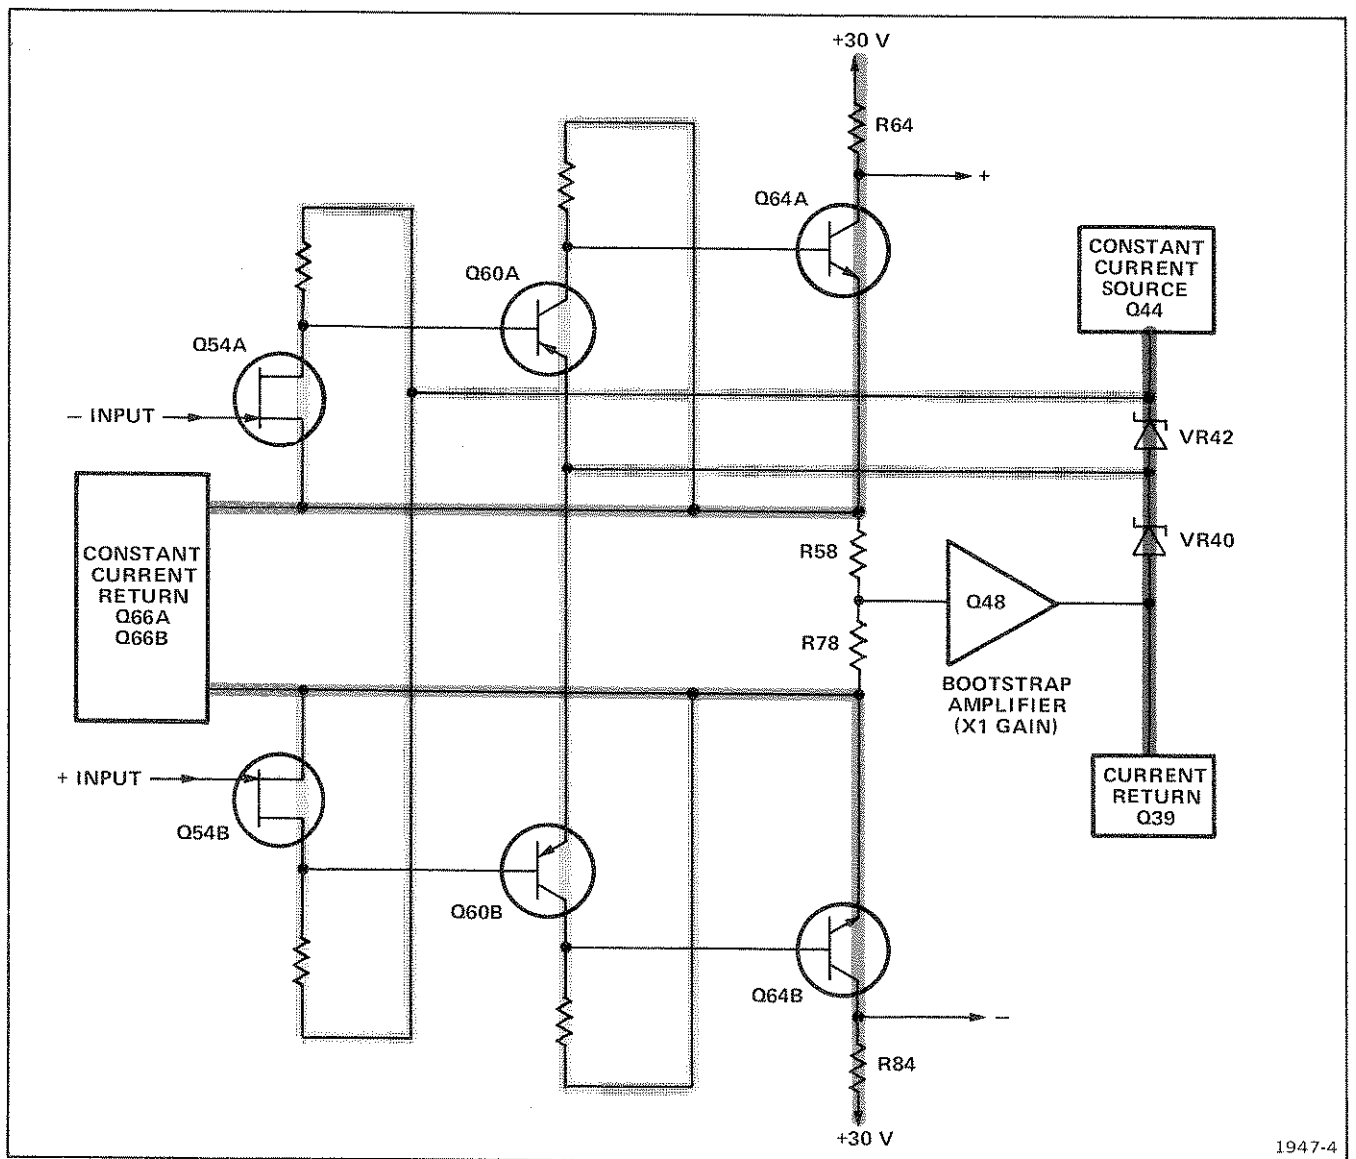 +30 V
R64
+
Q64A
CONSTANT
CURRENT
SOURCE
Q44
Q60A
Q54A
– INPUT
VR42
CONSTANT
CURRENT
RETURN
Q66A
Q66B
R58
VR40
Q48
R78
BOOTSTRAP
AMPLIFIER
(X1 GAIN)
+ INPUT
CURRENT
RETURN
Q39
Q54B
Q60B
Q64B
–
R84
+30 V
1947-4